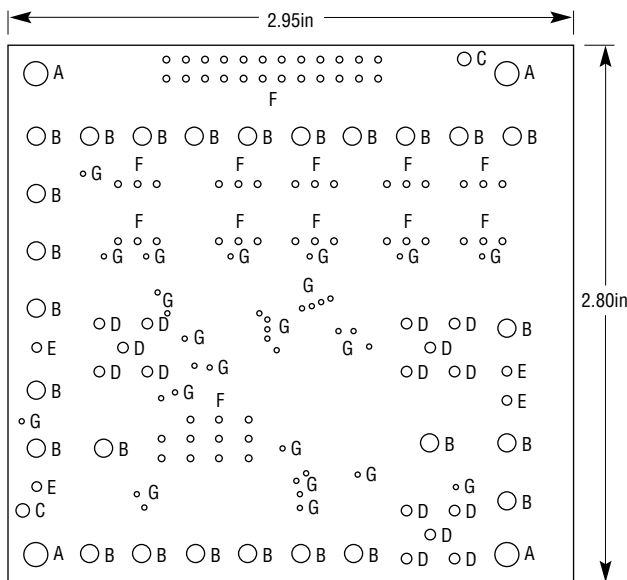 2.95in
C
A A
F
B B B B B B B B B B
F F F F F
G
B
F F F F F
B
G G G G G G
G
G
B
D D G D D
2.80in
B
G G
E D D
G E
D D G D D
B G E
F
G
B B G B B
G
E G G G
C D D B
G
D
A B B B B B B D D A